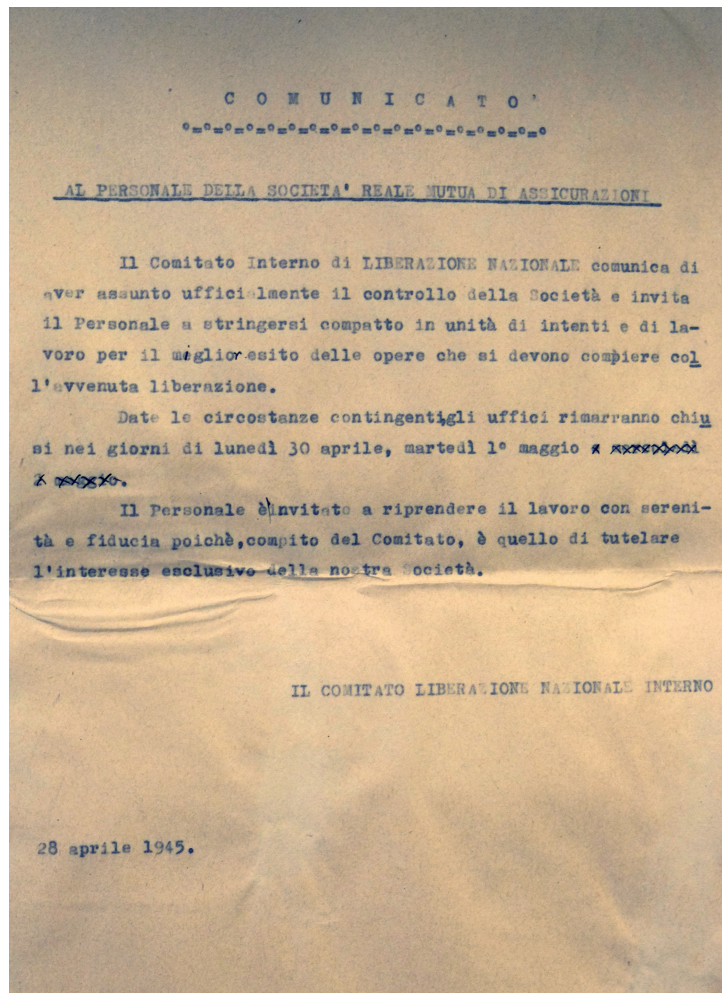 C O M U N I C A T O '
°=°=°=°=°=°=°=°=°=°=°=°=°=°=°=°=°=°
AL PERSONALE DELLA SOCIETA' REALE MUTUA DI ASSICURAZIONI
Il Comitato Interno di LIBERAZIONE NAZIONALE comunica di
aver assunto ufficialmente il controllo della Società e invita
il Personale a stringersi compatto in unità di intenti e di la-
voro per il miglior esito delle opere che si devono compiere col
l'avvenuta liberazione.
Date le circostanze contingenti,gli uffici rimarranno chiu
si nei giorni di lunedì 30 aprile, martedì 1° maggio
.
Il Personale è invitato a riprendere il lavoro con sereni-
tà e fiducia poichè,compito del Comitato, è quello di tutelare
l'interesse esclusivo della nostra Società.
IL COMITATO LIBERAZIONE NAZIONALE INTERNO
28 aprile 1945.